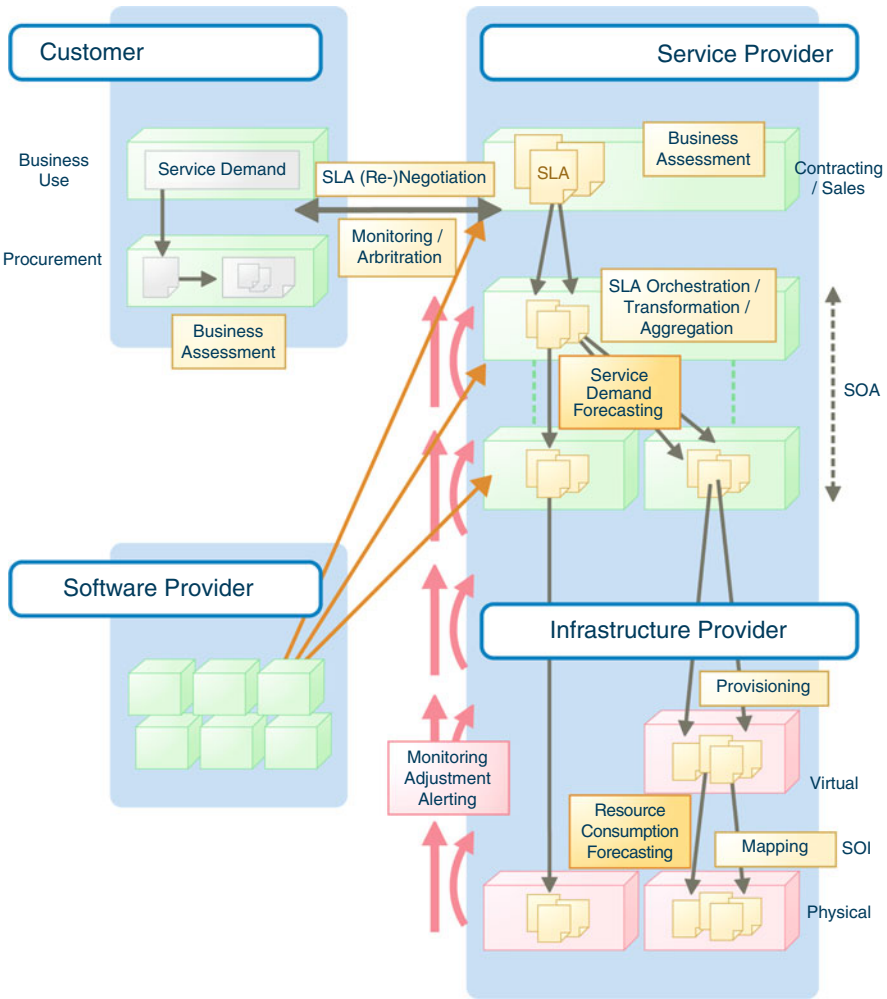 Customer
Service Provider
Business
Use
Service Demand
SLA (Re-)Negotiation
SLA
Business
Assessment
Contracting
/ Sales
Procurement
Monitoring /
Arbritration
Business
Assessment
SLA Orchestration /
Transformation /
Aggregation
Service
Demand
Forecasting
SOA
Software Provider
Infrastructure Provider
Provisioning
Monitoring
Adjustment
Alerting
Virtual
Resource
Consumption
Forecasting
Mapping
SOI
Physical